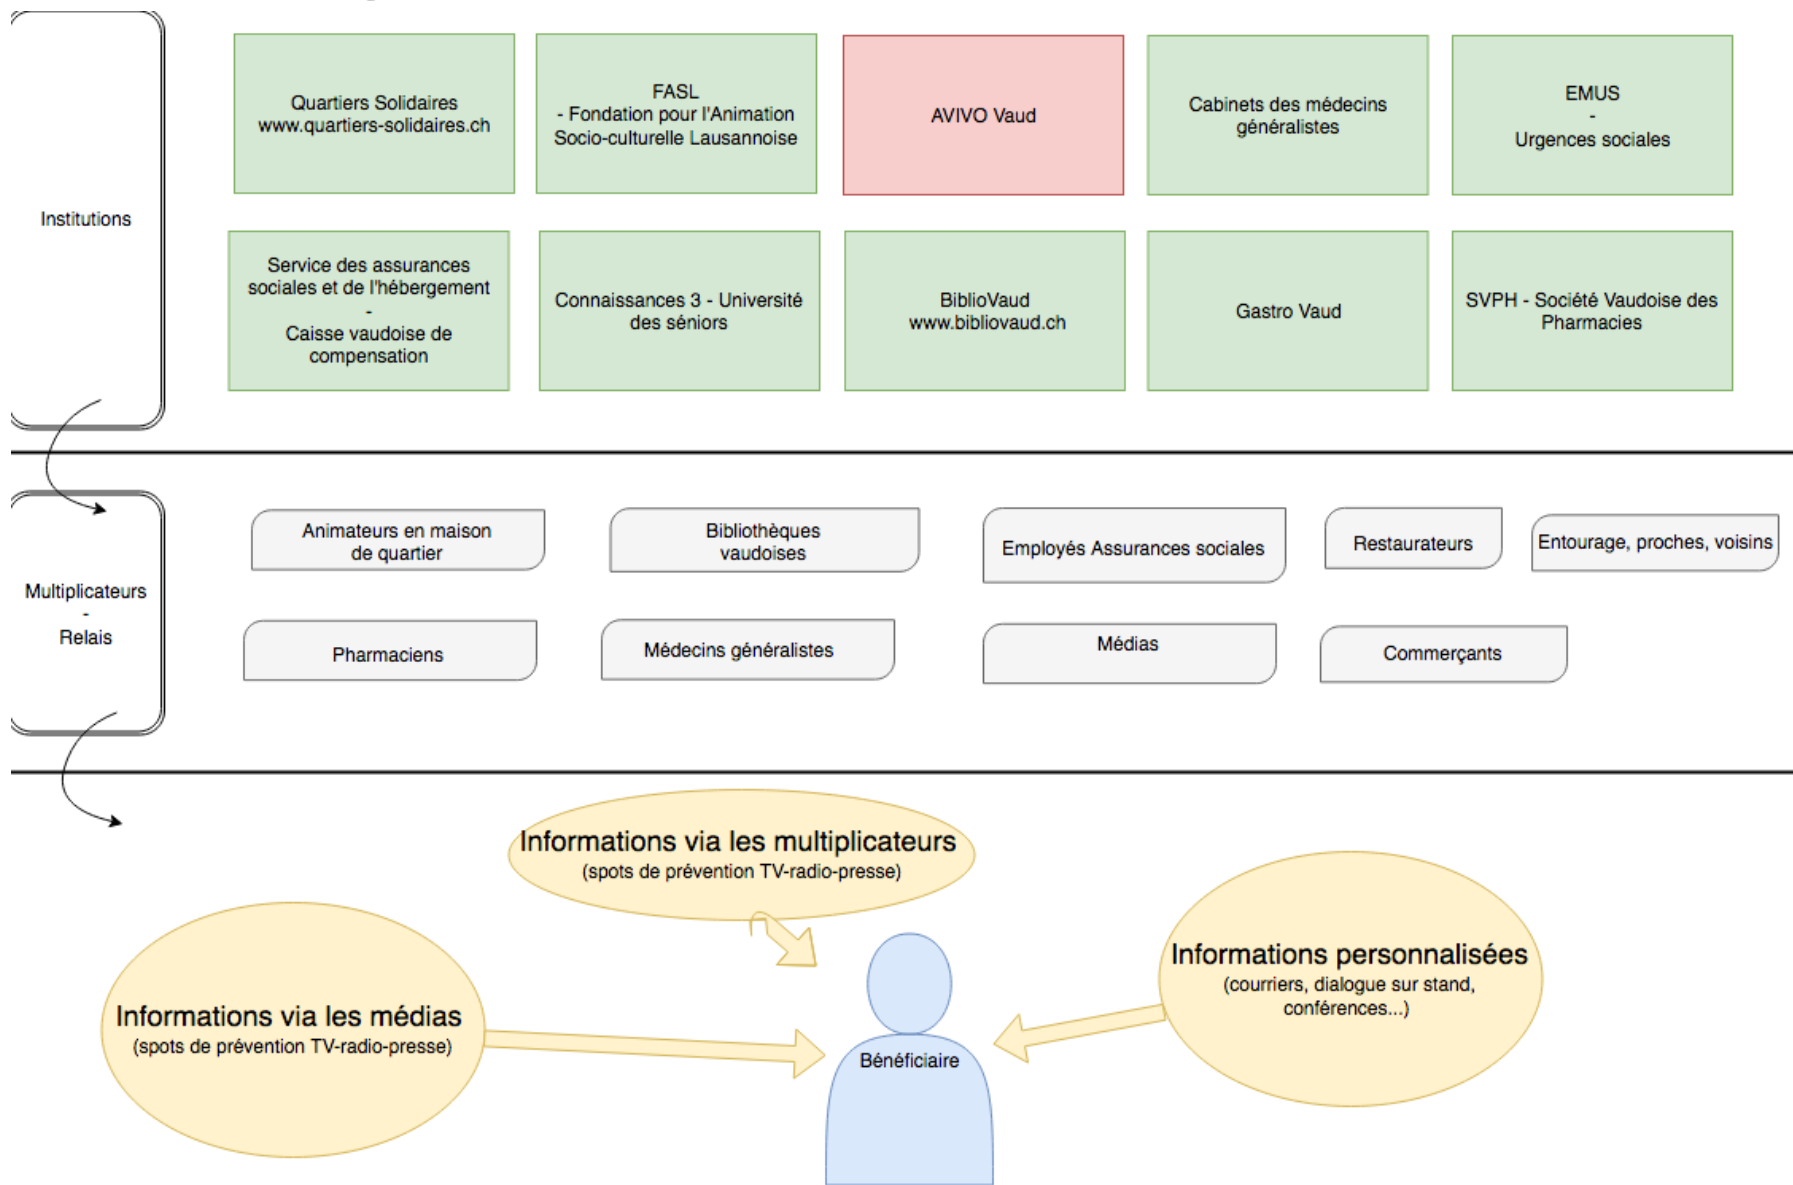 Institutions
Quartiers Solidaires
www.quartiers-solidaires.ch
FASL
- Fondation pour l'Animation
Socio-culturelle Lausannoise
AVIVO Vaud
Cabinets des médecins
généralistes
EMUS
-
Urgences sociales
Service des assurances
sociales et de l'hébergement
-
Caisse vaudoise de
compensation
Connaissances 3 - Université
des séniors
BiblioVaud
www.bibliovaud.ch
Gastro Vaud
SVPH - Société Vaudoise des
Pharmacies
Multiplicateurs
-
Relais
Animateurs en maison
de quartier
Bibliothèques
vaudoises
Employés Assurances sociales
Restaurateurs
Entourage, proches, voisins
Pharmaciens
Médecins généralistes
Médias
Commerçants
Informations via les multiplicateurs
(spots de prévention TV-radio-presse)
Informations via les médias
(spots de prévention TV-radio-presse)
Informations personnalisées
(courriers, dialogue sur stand,
conférences...)
Bénéficiaire